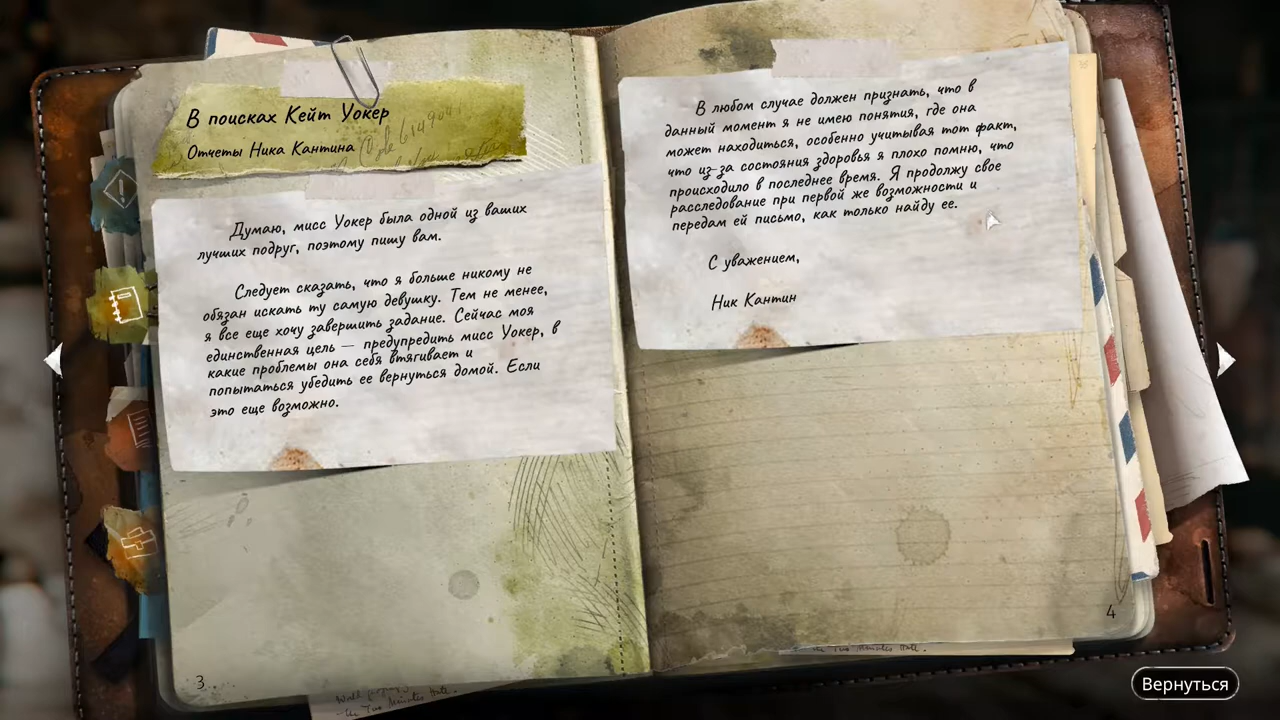 В поисках Кейт Уокер
Отчеты Ника Кантина
Думаю, мисс Уокер была одной из ваших
лучших подруг, поэтому пишу вам.
Следует сказать, что я больше никому не
обязан искать ту самую девушку. Тем не менее,
я все еще хочу завершить задание. Сейчас моя
единственная цель — предупредить мисс Уокер, в
какие проблемы она себя втягивает и
попытаться убедить ее вернуться домой. Если
это еще возможно.
3
В любом случае должен признать, что в
данный момент я не имею понятия, где она
может находиться, особенно учитывая тот факт,
что из-за состояния здоровья я плохо помню, что
происходило в последнее время. Я продолжу свое
расследование при первой же возможности и
передам ей письмо, как только найду ее.
С уважением,
Ник Кантин
4
the Two Minutes Hate.
Вернуться